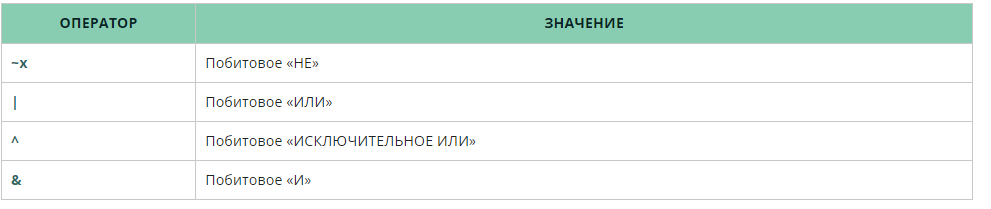 ОПЕРАТОР ЗНАЧЕНИЕ
~x Побитовое «НЕ»
| Побитовое «ИЛИ»
^ Побитовое «ИСКЛЮЧИТЕЛЬНОЕ ИЛИ»
& Побитовое «И»